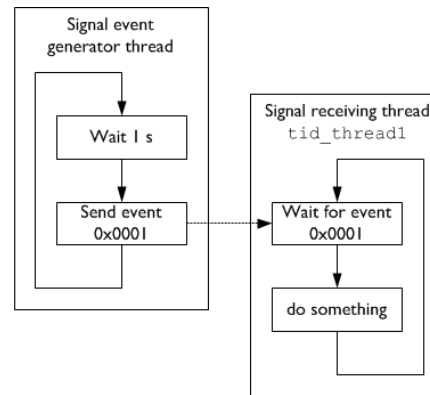 Signal event
generator thread
Wait 1 s
Send event
0x0001
Signal receiving thread
tid_thread1
Wait for event
0x0001
do something